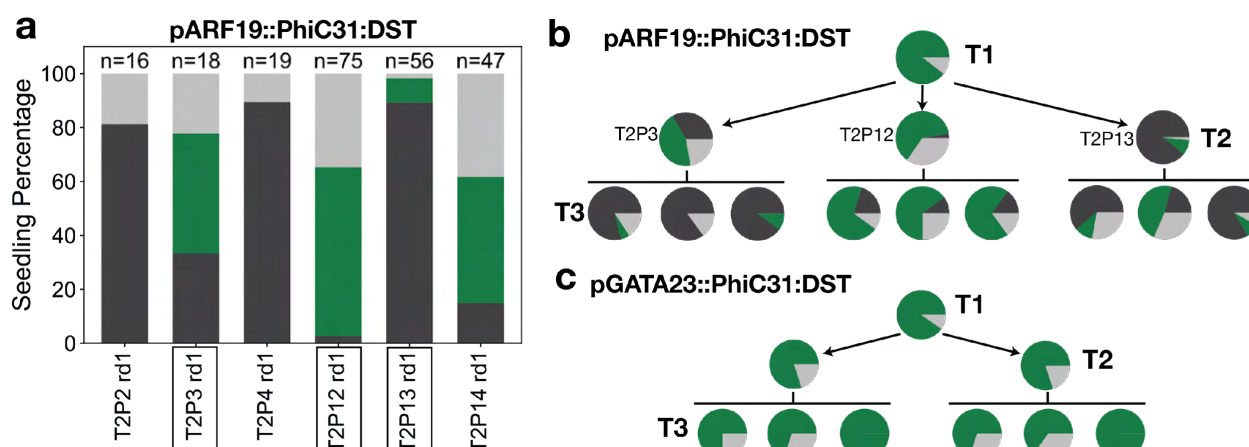 a
pARF19::PhiC31:DST
n=16 n=18 n=19 n=75 n=56 n=47
100
80
60
40
20
0
Seedling Percentage
T2P2 rd1
T2P3 rd1
T2P4 rd1
T2P12 rd1
T2P13 rd1
T2P14 rd1
b
pARF19::PhiC31:DST
T1
T2P3
T2P12
T2P13
T2
T3
c
pGATA23::PhiC31:DST
T1
T2
T3